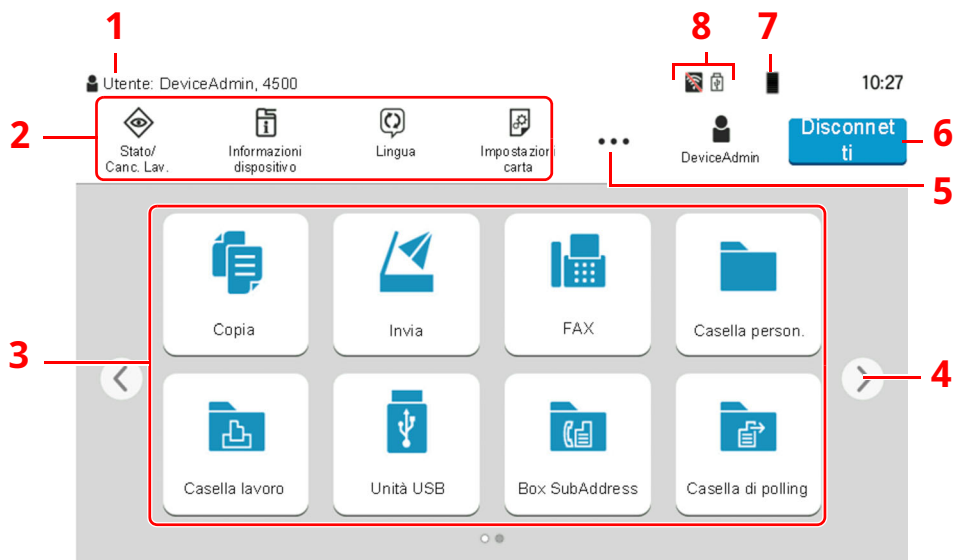 1
8
7
Utente: DeviceAdmin, 4500
10:27
2
Stato/
Canc. Lav.
Informazioni
dispositivo
Lingua
Impostazioni
carta
DeviceAdmin
Disconnet
ti
6
5
Copia
Invia
FAX
Casella person.
3
4
Casella lavoro
Unità USB
Box SubAddress
Casella di polling